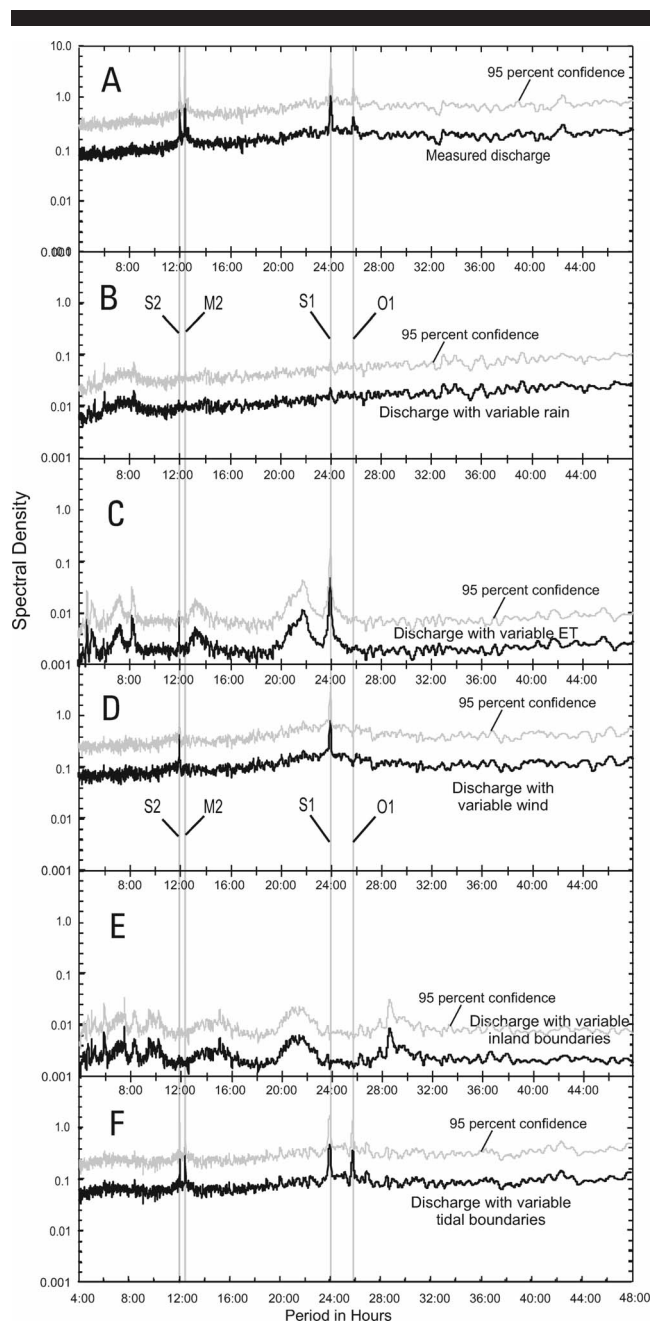 10.0
A
95 percent confidence
1.0
0.1
Measured discharge
0.01
0.001
8:00 12:00 16:00 20:00 24:00 28:00 32:00 36:00 40:00 44:00
B
S2 M2 S1 O1
1.0
95 percent confidence
0.1
0.01
Discharge with variable rain
0.001
8:00 12:00 16:00 20:00 24:00 28:00 32:00 36:00 40:00 44:00
Spectral Density
C
1.0
0.1
95 percent confidence
0.01
Discharge with variable ET
0.001
8:00 12:00 16:00 20:00 24:00 28:00 32:00 36:00 40:00 44:00
D
95 percent confidence
1.0
0.1
Discharge with
variable wind
S2 M2 S1 O1
0.01
0.001
8:00 12:00 16:00 20:00 24:00 28:00 32:00 36:00 40:00 44:00
E
1.0
0.1
95 percent confidence
0.01
Discharge with variable
inland boundaries
0.001
8:00 12:00 16:00 20:00 24:00 28:00 32:00 36:00 40:00 44:00
F
95 percent confidence
1.0
0.1
Discharge with variable
tidal boundaries
0.01
0.001
4:00 8:00 12:00 16:00 20:00 24:00 28:00 32:00 36:00 40:00 44:00 48:00
Period in Hours